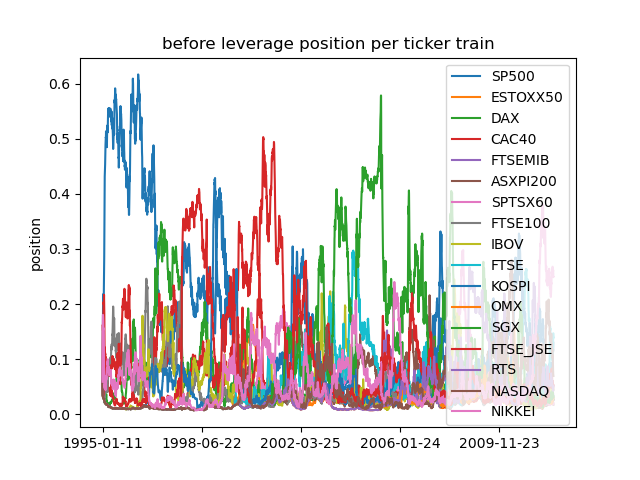 before leverage position per ticker train
position
0.6
0.5
0.4
0.3
0.2
0.1
0.0
1995-01-11 1998-06-22 2002-03-25 2006-01-24 2009-11-23
SP500
ESTOXX50
DAX
CAC40
FTSEMIB
ASXPI200
SPTSX60
FTSE100
IBOV
FTSE
KOSPI
OMX
SGX
FTSE_JSE
RTS
NASDAQ
NIKKEI